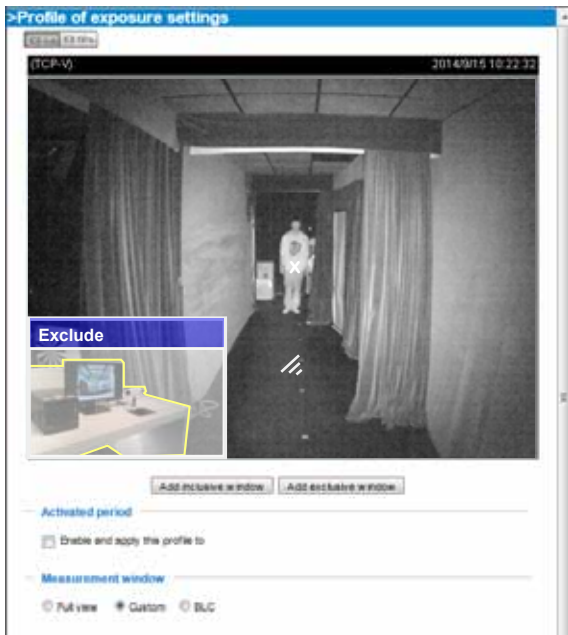 >Profile of exposure settings
(TCP-V) 2014/9/15 10:22:32
Exclude
Add inclusive window Add exclusive window
Activated period
Enable and apply this profile to
Measurement window
Full view Custom BLC